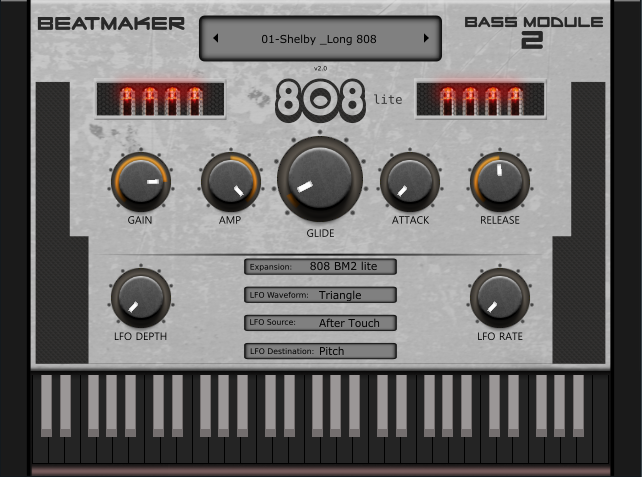 BEATMAKER
01-Shelby _Long 808
BASS MODULE
2
v2.0
808 lite
GAIN
AMP
GLIDE
ATTACK
RELEASE
Expansion: 808 BM2 lite
LFO Waveform: Triangle
LFO Source: After Touch
LFO Destination: Pitch
LFO DEPTH
LFO RATE